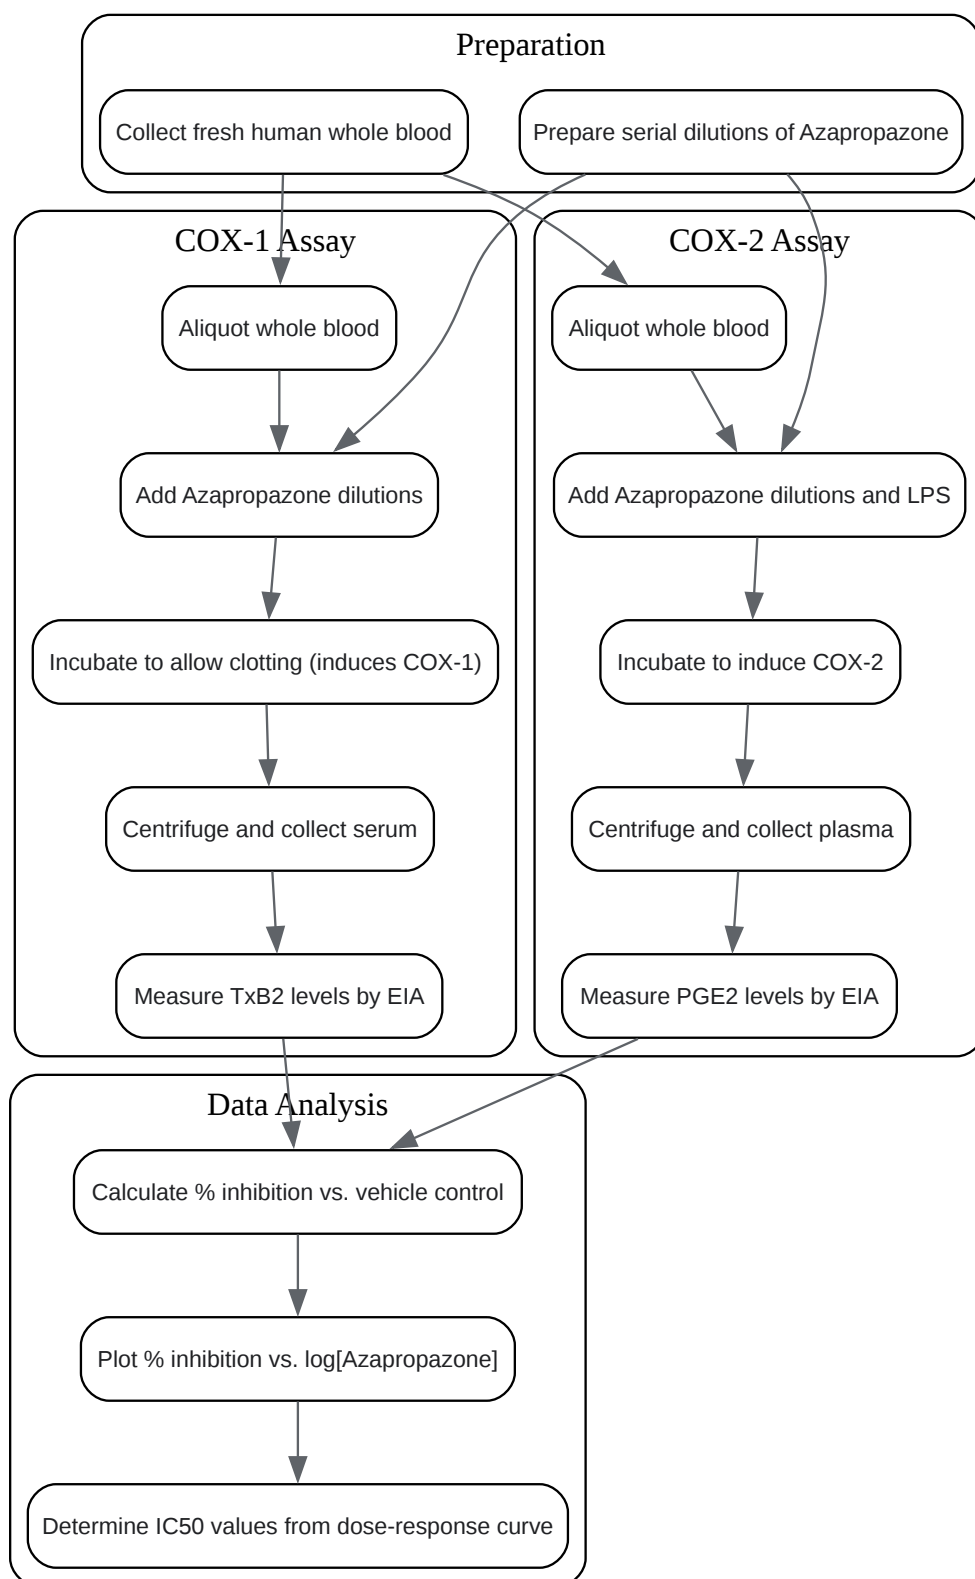 Preparation
Collect fresh human whole blood
Prepare serial dilutions of Azapropazone
COX-1 Assay
Aliquot whole blood
Add Azapropazone dilutions
Incubate to allow clotting (induces COX-1)
Centrifuge and collect serum
Measure TxB2 levels by EIA
COX-2 Assay
Aliquot whole blood
Add Azapropazone dilutions and LPS
Incubate to induce COX-2
Centrifuge and collect plasma
Measure PGE2 levels by EIA
Data Analysis
Calculate % inhibition vs. vehicle control
Plot % inhibition vs. log[Azapropazone]
Determine IC50 values from dose-response curve